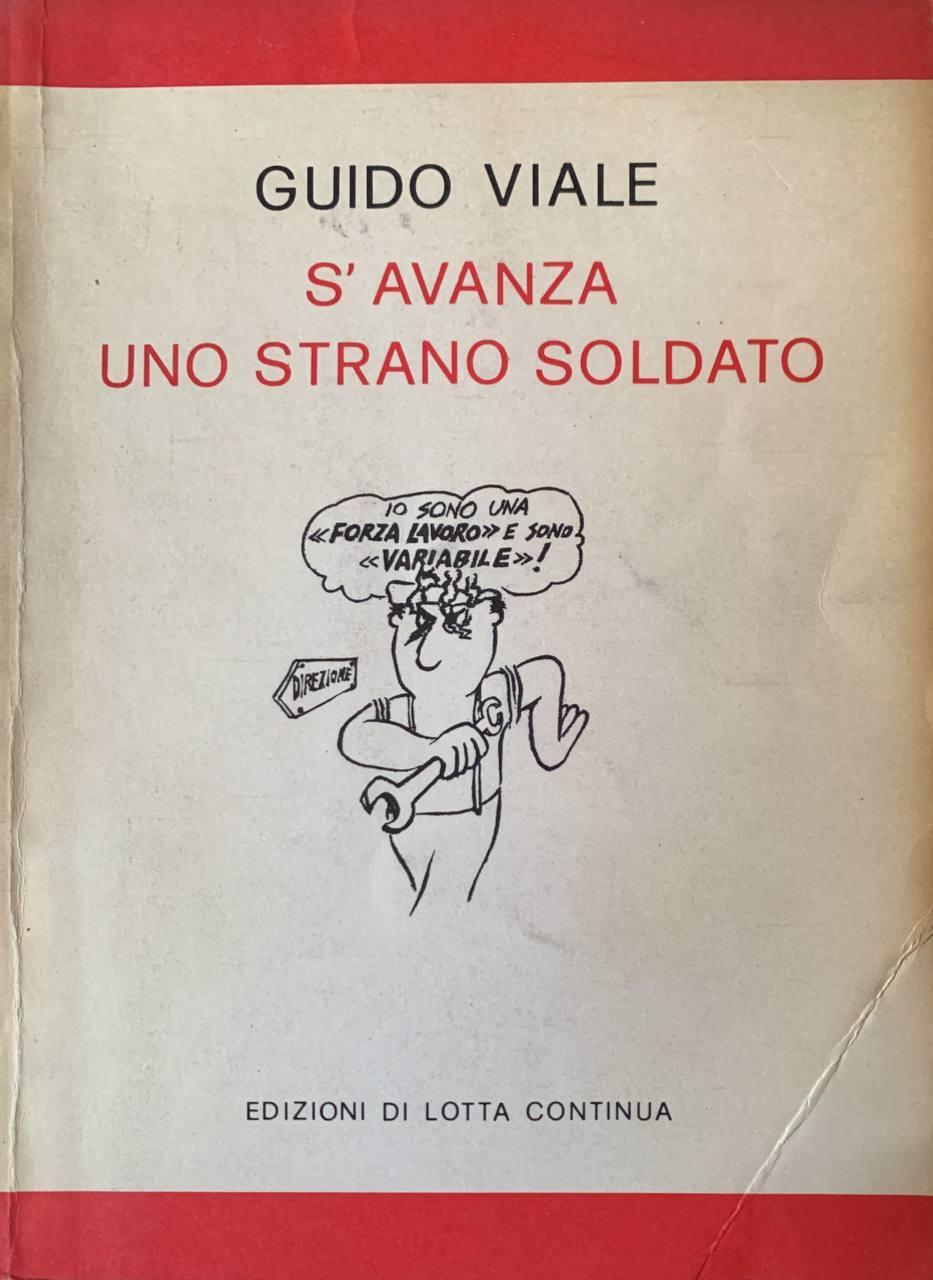 GUIDO VIALE
S' AVANZA
UNO STRANO SOLDATO
IO SONO UNA
«FORZA LAVORO» E SONO
«VARIABILE»!
DIREZIONE
EDIZIONI DI LOTTA CONTINUA